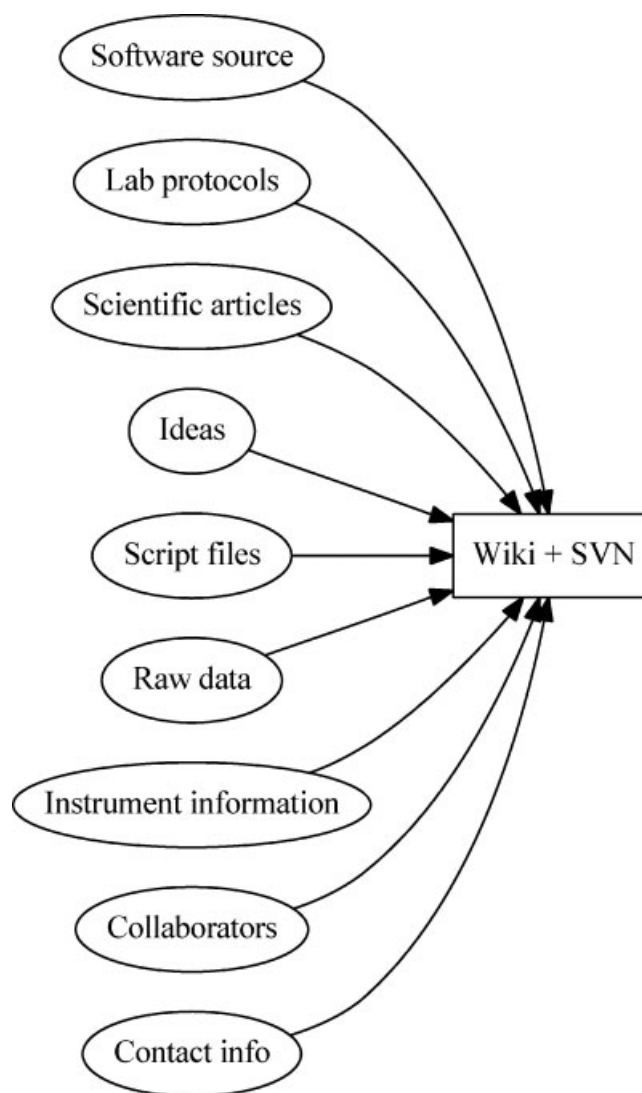 Software source
Lab protocols
Scientific articles
Ideas
Script files
Wiki + SVN
Raw data
Instrument information
Collaborators
Contact info